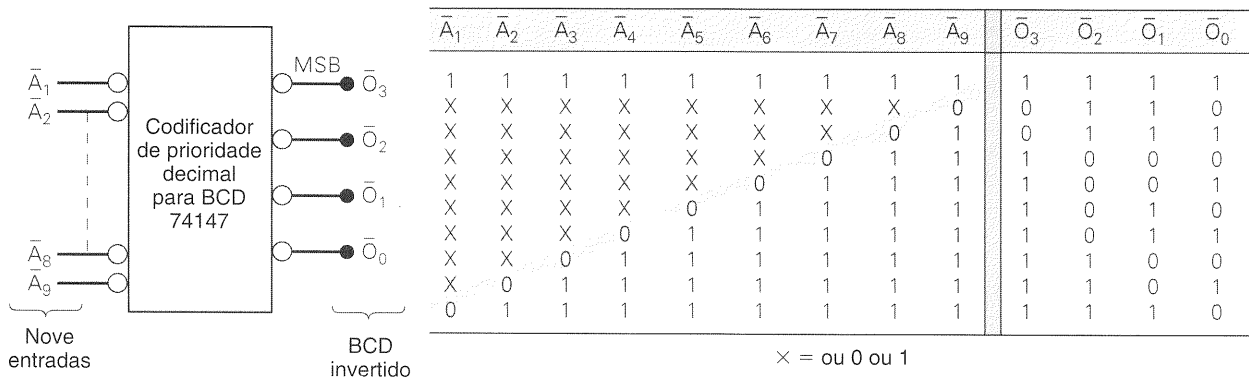 Ā₁
Ā₂
Ā₈
Ā₉
Nove
entradas
Codificador
de prioridade
decimal
para BCD
74147
MSB
Ō₃
Ō₂
Ō₁
Ō₀
BCD
invertido
Ā₁ Ā₂ Ā₃ Ā₄ Ā₅ Ā₆ Ā₇ Ā₈ Ā₉ Ō₃ Ō₂ Ō₁ Ō₀
1 1 1 1 1 1 1 1 1 1 1 1 1
X X X X X X X X 0 0 1 1 0
X X X X X X X 0 1 0 1 1 1
X X X X X X 0 1 1 1 0 0 0
X X X X X 0 1 1 1 1 0 0 1
X X X X 0 1 1 1 1 1 0 1 0
X X X 0 1 1 1 1 1 1 0 1 1
X X 0 1 1 1 1 1 1 1 1 0 0
X 0 1 1 1 1 1 1 1 1 1 0 1
0 1 1 1 1 1 1 1 1 1 1 1 0
X = ou 0 ou 1